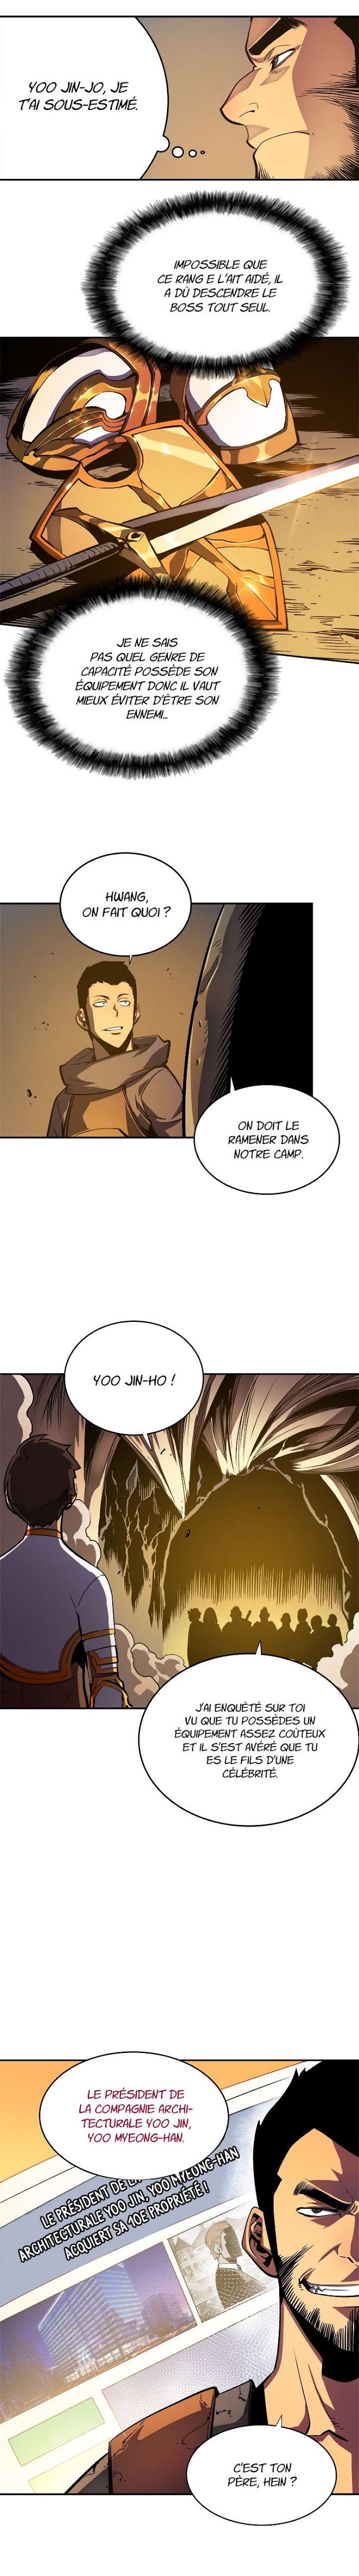 YOO JIN-JO, JE
T'AI SOUS-ESTIMÉ.
IMPOSSIBLE QUE
CE RANG E L'AIT AIDÉ, IL
A DÛ DESCENDRE LE
BOSS TOUT SEUL.
JE NE SAIS
PAS QUEL GENRE DE
CAPACITÉ POSSÈDE SON
ÉQUIPEMENT DONC IL VAUT
MIEUX ÉVITER D'ÊTRE SON
ENNEMI...
HWANG,
ON FAIT QUOI ?
ON DOIT LE
RAMENER DANS
NOTRE CAMP.
YOO JIN-HO !
J'AI ENQUÊTÉ SUR TOI
VU QUE TU POSSÈDES UN
ÉQUIPEMENT ASSEZ COÛTEUX
ET IL S'EST AVÉRÉ QUE TU
ES LE FILS D'UNE
CÉLÉBRITÉ.
LE PRÉSIDENT DE
LA COMPAGNIE ARCHI-
TECTURALE YOO JIN,
YOO MYEONG-HAN.
LE PRÉSIDENT DE LA
ARCHITECTURALE YOO JIN, YOO MYEONG-HAN
ACQUIERT SA 10E PROPRIÉTÉ !
C'EST TON
PÈRE, HEIN ?